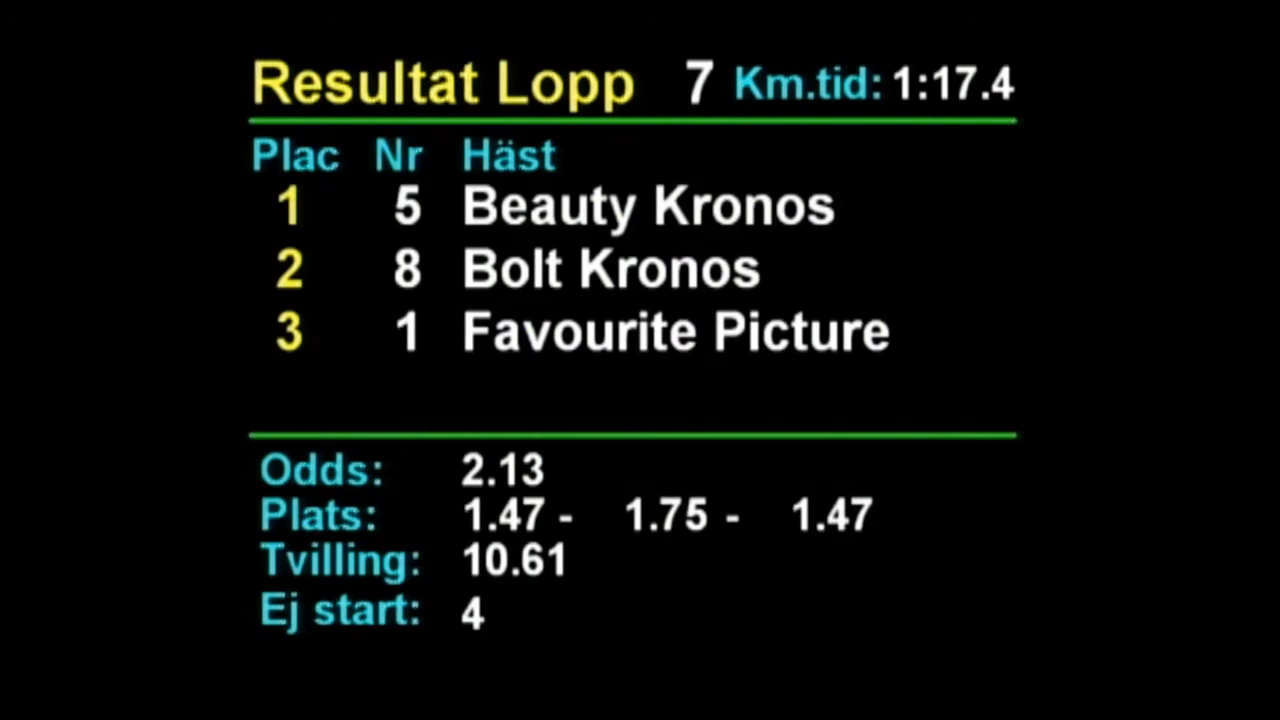 Resultat Lopp 7 Km.tid: 1:17.4
Plac Nr Häst
1 5 Beauty Kronos
2 8 Bolt Kronos
3 1 Favourite Picture
Odds: 2.13
Plats: 1.47 - 1.75 - 1.47
Tvilling: 10.61
Ej start: 4